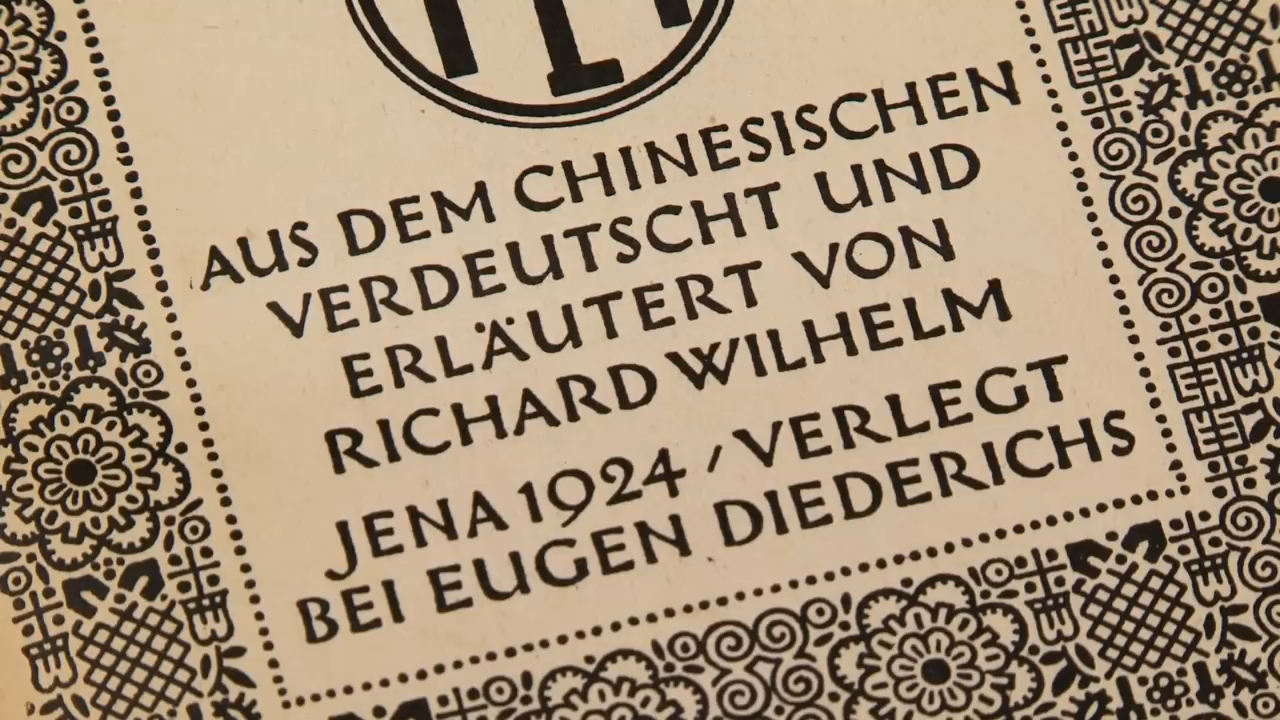 AUS DEM CHINESISCHEN
VERDEUTSCHT UND
ERLÄUTERT VON
RICHARD WILHELM
JENA 1924 / VERLEGT
BEI EUGEN DIEDERICHS